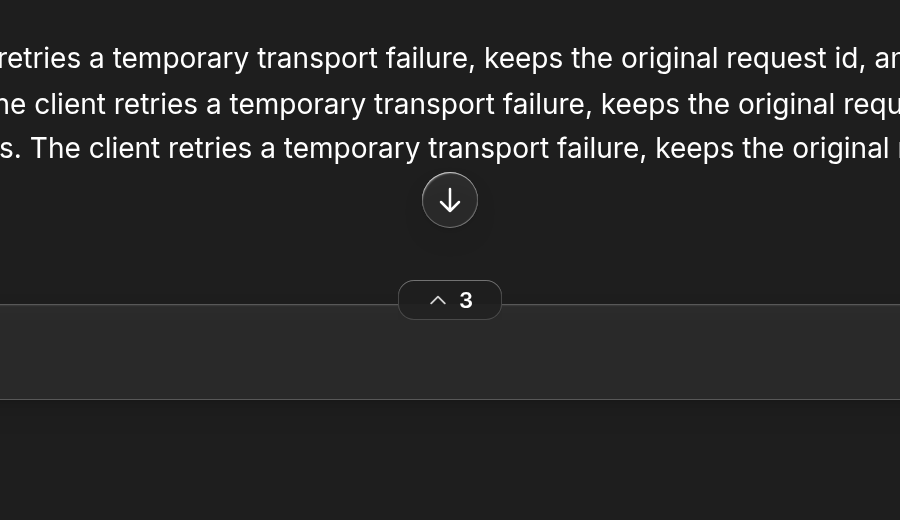 retries a temporary transport failure, keeps the original request id, an
he client retries a temporary transport failure, keeps the original requ
s. The client retries a temporary transport failure, keeps the original
3